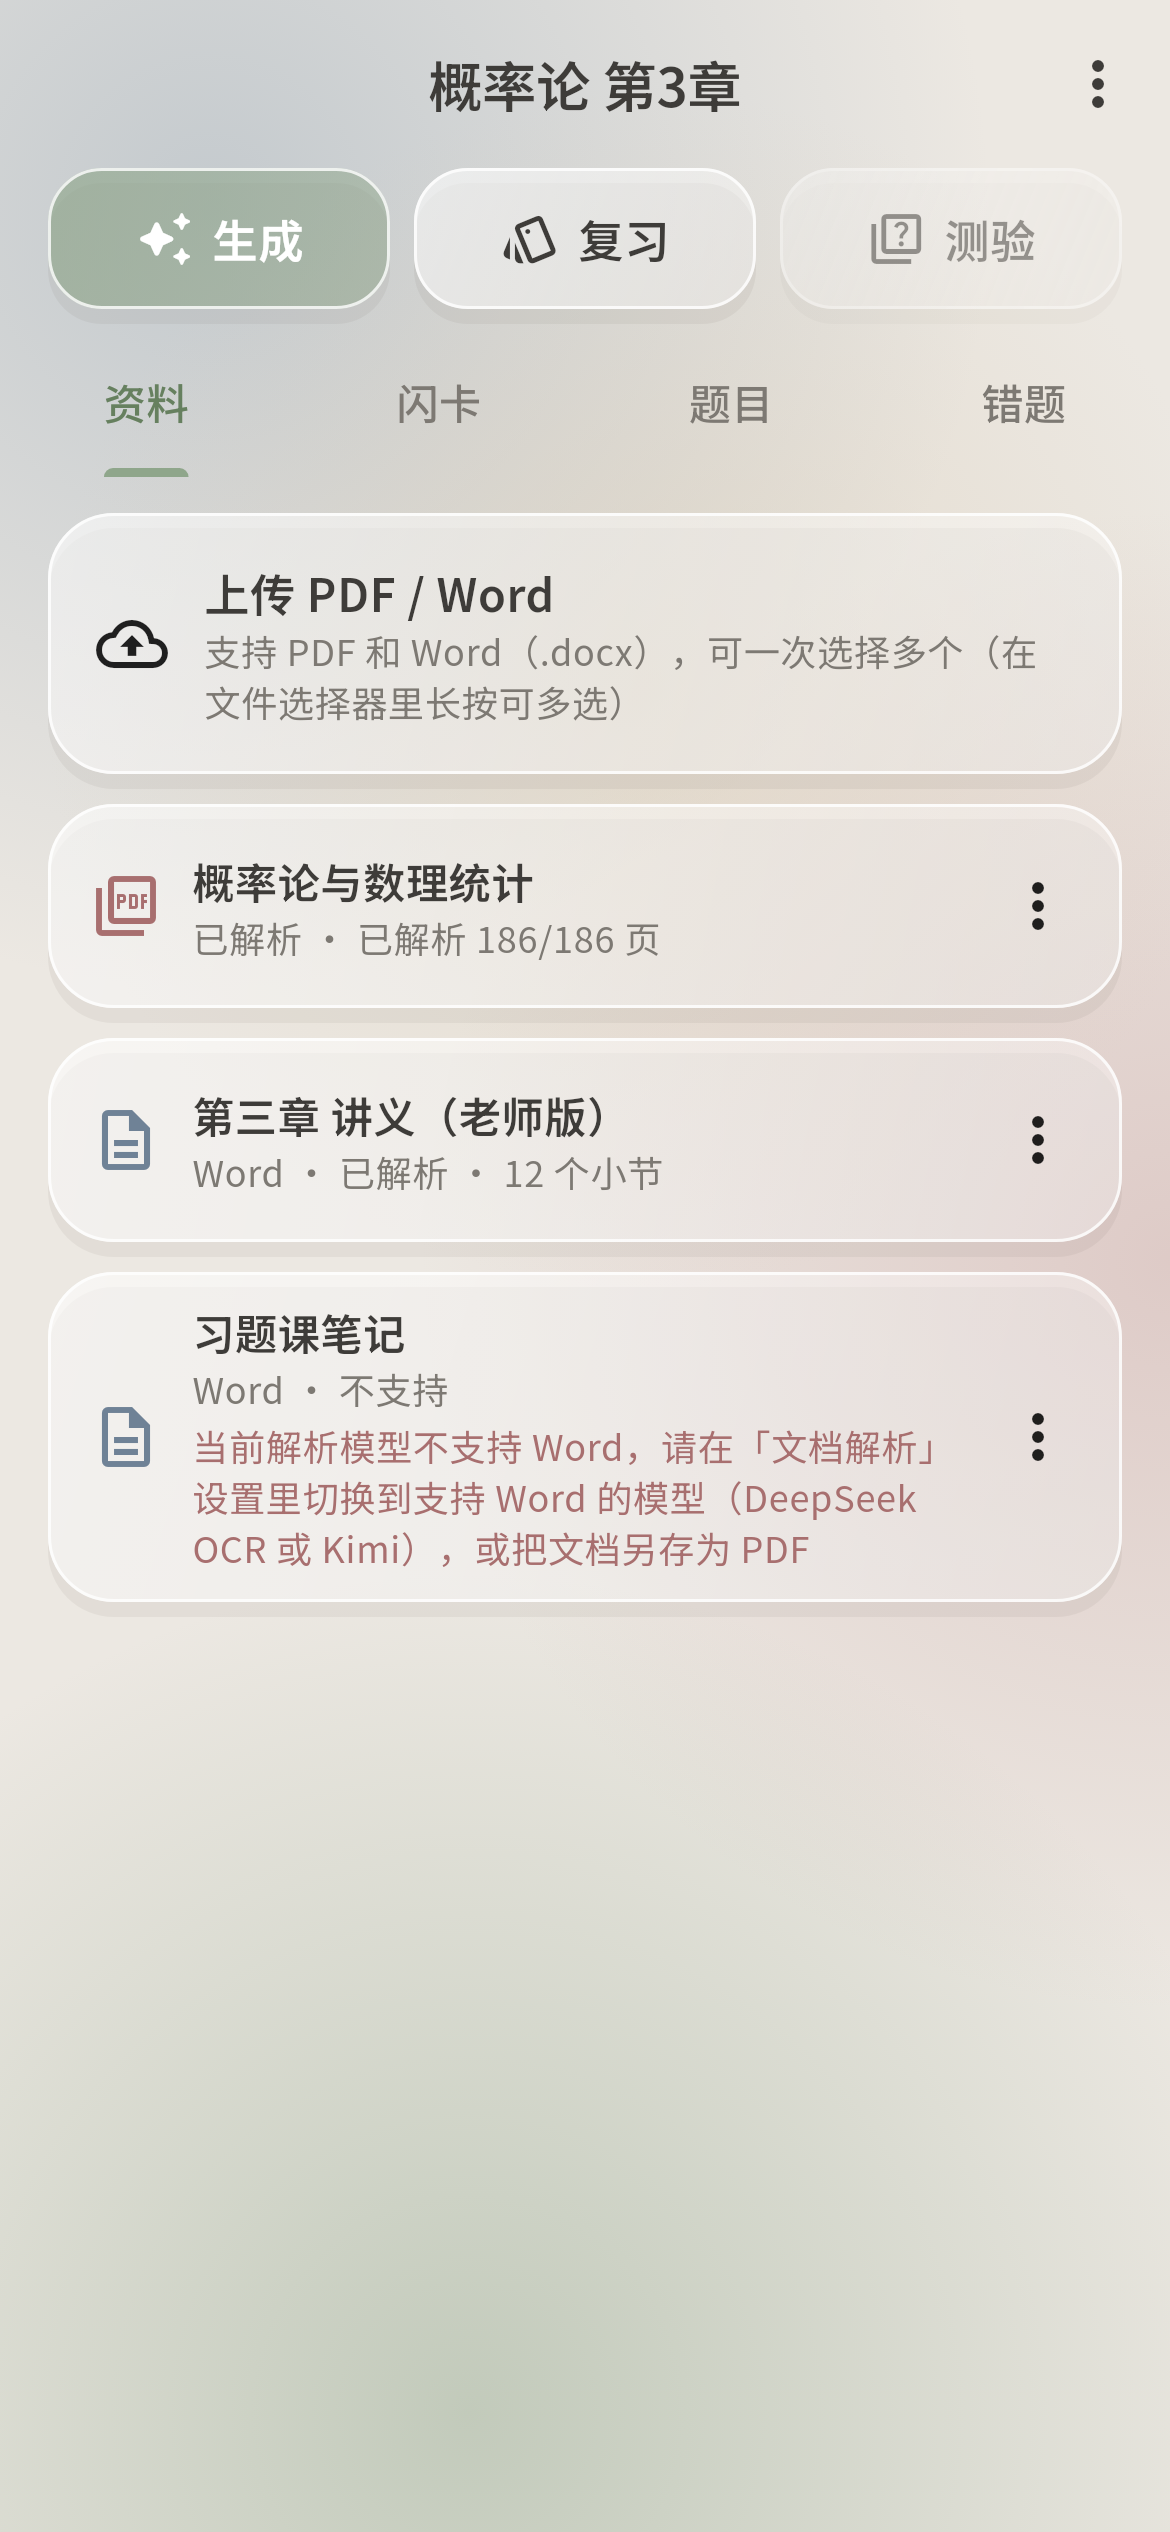 概率论 第3章
生成
复习
测验
资料
闪卡
题目
错题
上传 PDF / Word
支持 PDF 和 Word（.docx），可一次选择多个（在
文件选择器里长按可多选）
PDF
概率论与数理统计
已解析 · 已解析 186/186 页
第三章 讲义（老师版）
Word · 已解析 · 12 个小节
习题课笔记
Word · 不支持
当前解析模型不支持 Word，请在「文档解析」
设置里切换到支持 Word 的模型（DeepSeek
OCR 或 Kimi），或把文档另存为 PDF